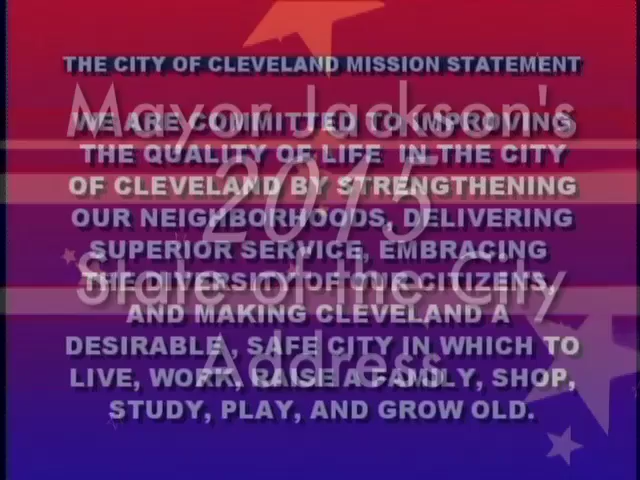 THE CITY OF CLEVELAND MISSION STATEMENT
WE ARE COMMITTED TO IMPROVING
THE QUALITY OF LIFE IN THE CITY
OF CLEVELAND BY STRENGTHENING
OUR NEIGHBORHOODS, DELIVERING
SUPERIOR SERVICE, EMBRACING
THE DIVERSITY OF OUR CITIZENS,
AND MAKING CLEVELAND A
DESIRABLE, SAFE CITY IN WHICH TO
LIVE, WORK, RAISE A FAMILY, SHOP,
STUDY, PLAY, AND GROW OLD.
Mayor Jackson's
2015
State of the City
Address